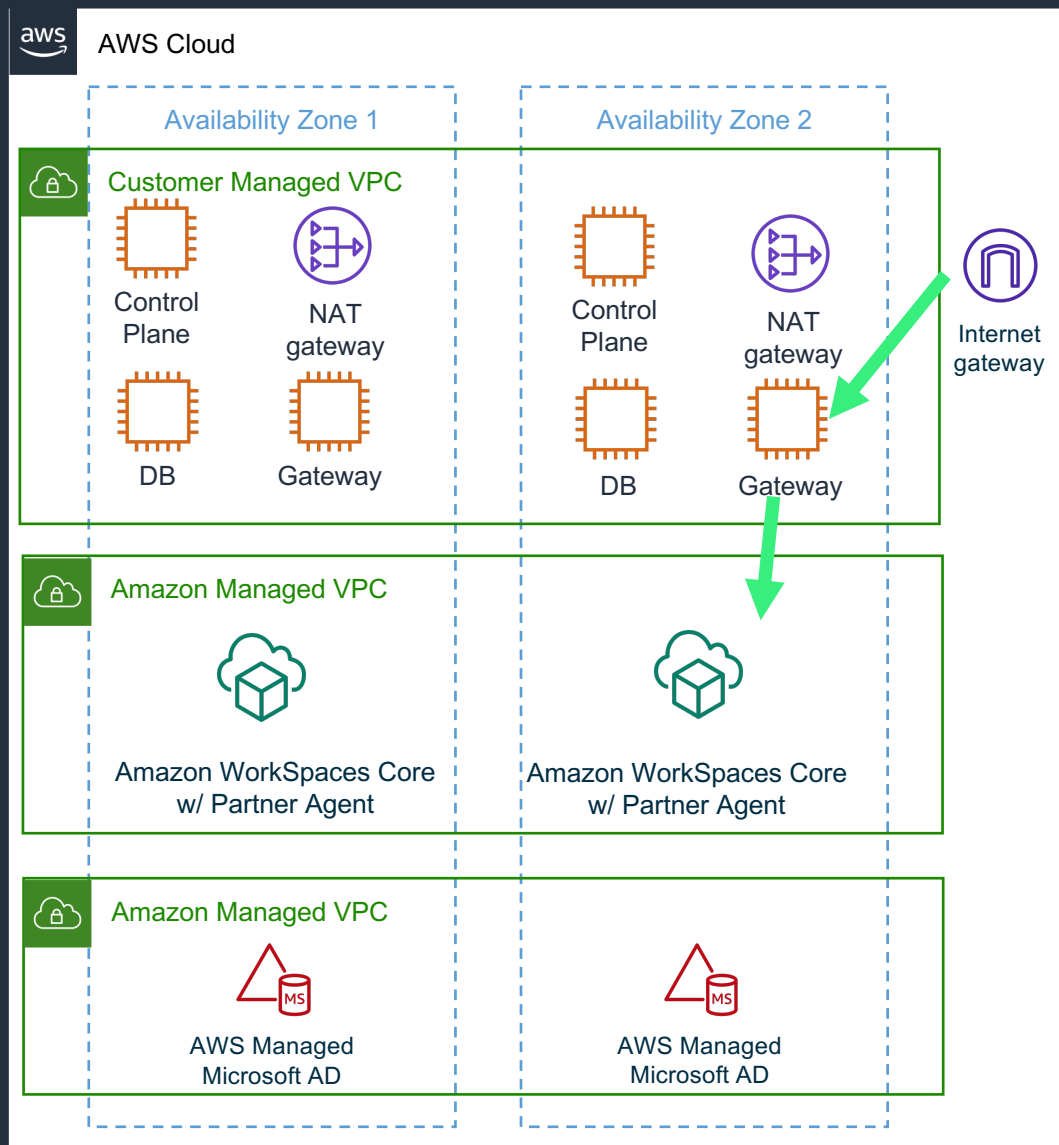 aws
AWS Cloud
Availability Zone 1
Availability Zone 2
Customer Managed VPC
Control
Plane
NAT
gateway
DB
Gateway
Control
Plane
NAT
gateway
DB
Gateway
Internet
gateway
Amazon Managed VPC
Amazon WorkSpaces Core
w/ Partner Agent
Amazon WorkSpaces Core
w/ Partner Agent
Amazon Managed VPC
MS
AWS Managed
Microsoft AD
MS
AWS Managed
Microsoft AD